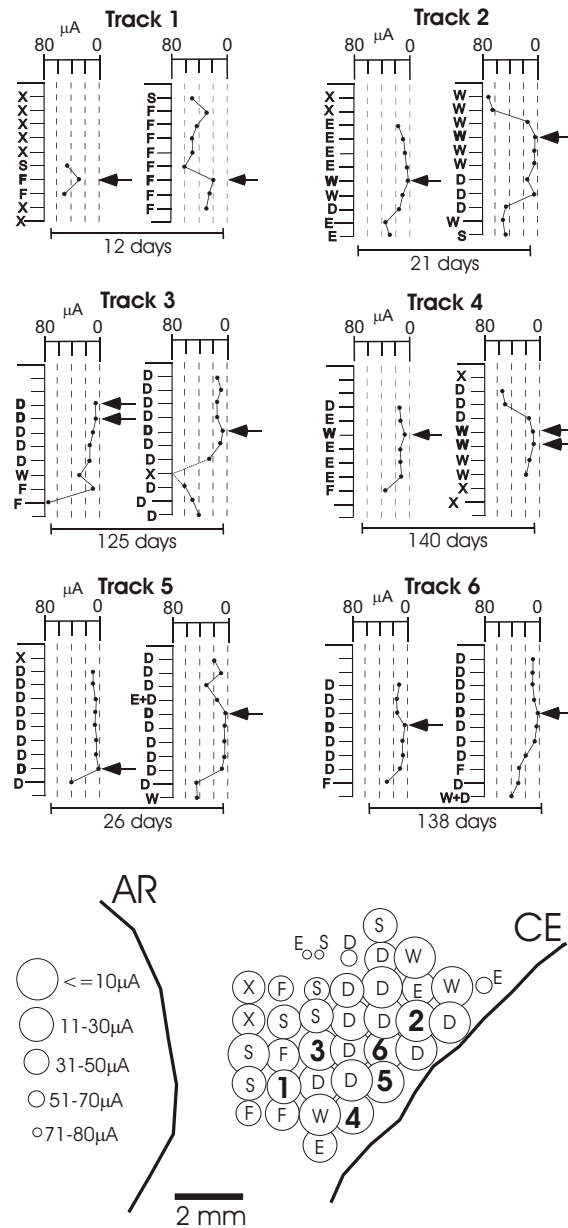 Track 1
μA
80 0 80 0
X
X
X
X
X
S
F
F
X
X
S
F
F
F
F
F
F
F
F
12 days
Track 2
μA
80 0 80 0
X
X
E
E
E
E
W
W
D
E
E
W
W
W
W
W
W
D
D
D
W
S
21 days
Track 3
μA
80 0 80 0
D
D
D
D
D
W
F
F
D
D
D
D
D
D
D
X
D
D
D
125 days
Track 4
μA
80 0 80 0
D
E
W
E
E
E
F
X
D
D
D
W
W
W
W
X
X
140 days
Track 5
μA
80 0 80 0
X
D
D
D
D
D
D
D
D
D
D
D
D
E+D
D
D
D
D
D
D
W
26 days
Track 6
μA
80 0 80 0
D
D
D
D
D
D
D
F
D
D
D
D
D
D
D
D
F
D
W+D
138 days
AR
CE
<=10μA
11-30μA
31-50μA
51-70μA
71-80μA
S
E S D D W
X F S D D E W E
X S S D D 2 D
S F 3 D 6 D
S 1 D D 5
F F W 4
E
2 mm